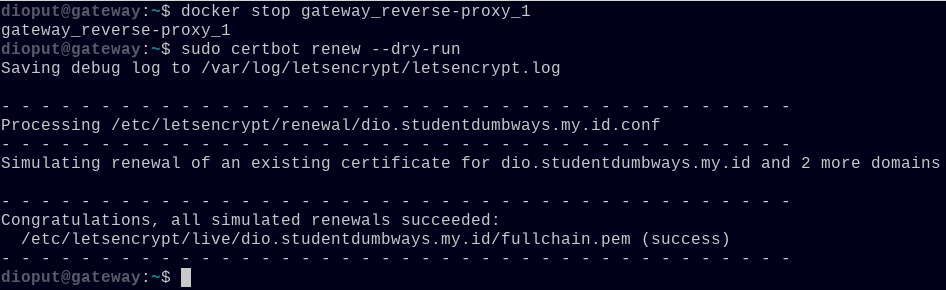 dioput@gateway:~$ docker stop gateway_reverse-proxy_1
gateway_reverse-proxy_1
dioput@gateway:~$ sudo certbot renew --dry-run
Saving debug log to /var/log/letsencrypt/letsencrypt.log
- - - - - - - - - - - - - - - - - - - - - - - - - - - - - - - - - - - - - - - -
Processing /etc/letsencrypt/renewal/dio.studentdumbways.my.id.conf
- - - - - - - - - - - - - - - - - - - - - - - - - - - - - - - - - - - - - - - -
Simulating renewal of an existing certificate for dio.studentdumbways.my.id and 2 more domains
- - - - - - - - - - - - - - - - - - - - - - - - - - - - - - - - - - - - - - - -
Congratulations, all simulated renewals succeeded:
  /etc/letsencrypt/live/dio.studentdumbways.my.id/fullchain.pem (success)
- - - - - - - - - - - - - - - - - - - - - - - - - - - - - - - - - - - - - - - -
dioput@gateway:~$